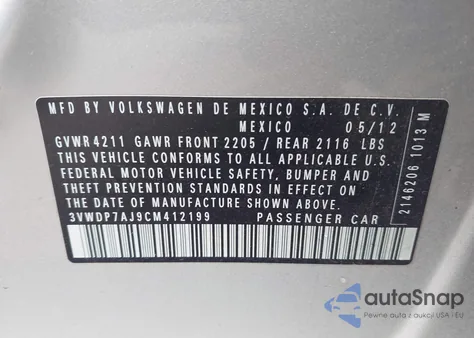 MFD BY VOLKSWAGEN DE MEXICO S.A. DE C.V.
MEXICO 05/12
GVWR 4211 GAWR FRONT 2205 / REAR 2116 LBS
THIS VEHICLE CONFORMS TO ALL APPLICABLE U.S.
FEDERAL MOTOR VEHICLE SAFETY, BUMPER AND
THEFT PREVENTION STANDARDS IN EFFECT ON
THE DATE OF MANUFACTURE SHOWN ABOVE.
3VWDP7AJ9CM412199 PASSENGER CAR
2146206 1013 M
autoSnap
Pewne auta z aukcji USA i EU